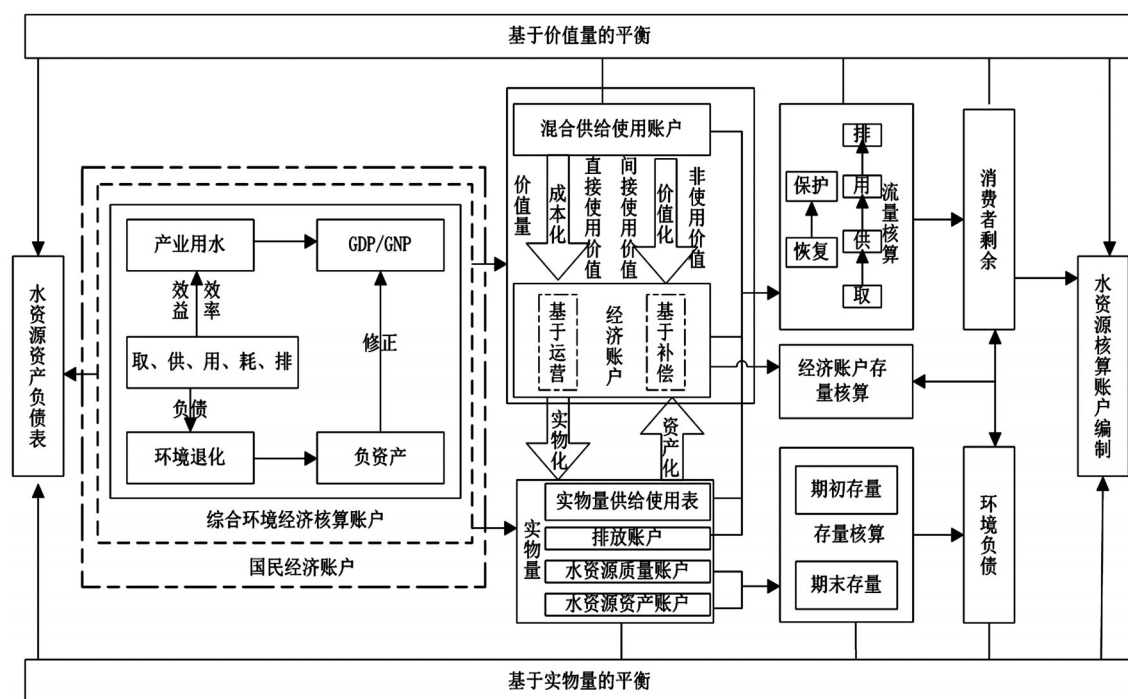 基于价值量的平衡
水资源资产负债表
产业用水
GDP/GNP
效益
效率
修正
取、供、用、耗、排
负债
环境退化
负资产
综合环境经济核算账户
国民经济账户
混合供给使用账户
价值量
成本化
直接使用价值
间接使用价值
价值化
非使用价值
基于运营
经济账户
基于补偿
实物化
资产化
实物量
实物量供给使用表
排放账户
水资源质量账户
水资源资产账户
排
保护
用
流量核算
恢复
供
取
经济账户存
量核算
期初存量
存量核算
期末存量
消费者剩余
环境负债
水资源核算账户编制
基于实物量的平衡